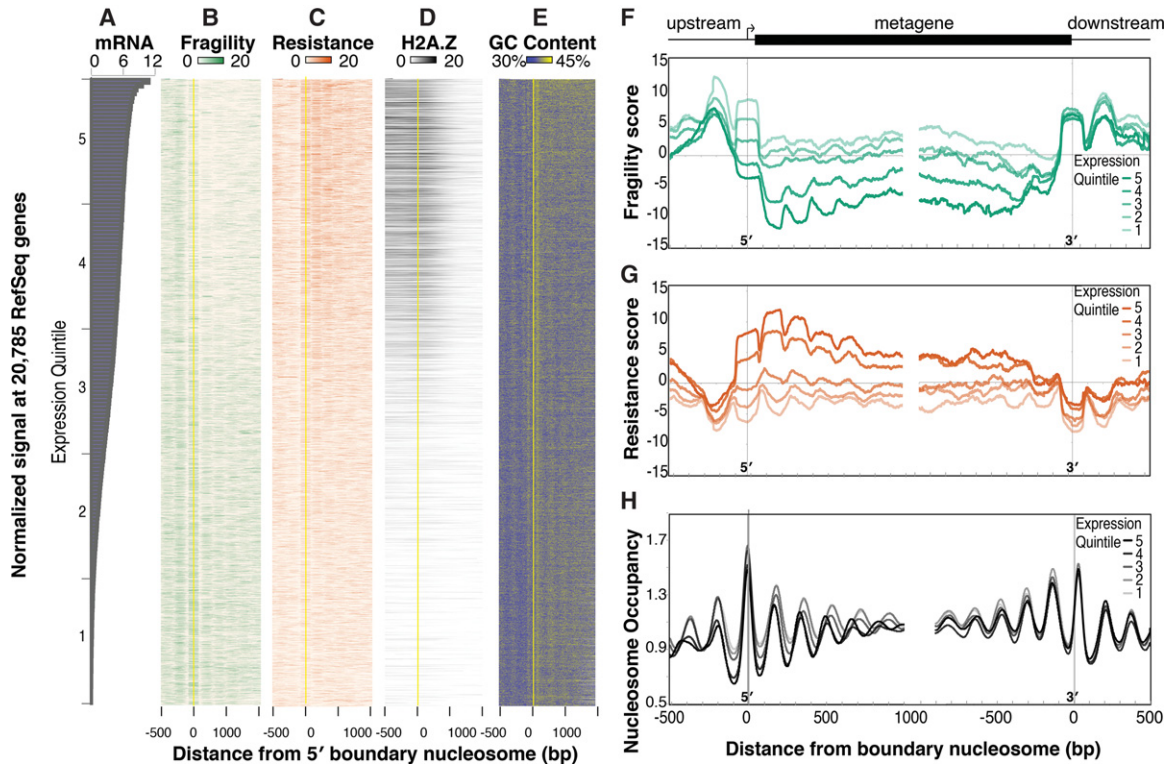 A
mRNA
0 6 12
B
Fragility
0 20
C
Resistance
0 20
D
H2A.Z
0 20
E
GC Content
30% 45%
Normalized signal at 20,785 RefSeq genes
Expression Quintile
5
4
3
2
1
-500 0 1000
-500 0 1000
-500 0 1000
-500 0 1000
Distance from 5′ boundary nucleosome (bp)
F
upstream metagene downstream
Fragility score
15
10
5
0
-5
-10
-15
5′
3′
Expression
Quintile
5
4
3
2
1
G
Resistance score
15
10
5
0
-5
-10
-15
5′
3′
Expression
Quintile
5
4
3
2
1
H
Nucleosome Occupancy
1.7
1.3
0.9
0.5
5′
3′
Expression
Quintile
5
4
3
2
1
-500 0 500 1000 -500 0 500
Distance from boundary nucleosome (bp)